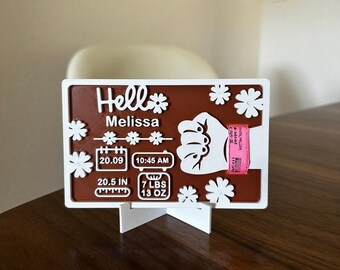 Hello
Melissa
20.09
10:45 AM
20.5 IN
7 LBS
13 OZ